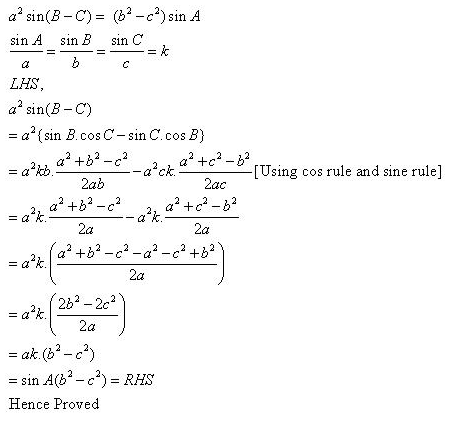 a² sin(B − C) = (b² − c²) sin A
sin A / a = sin B / b = sin C / c = k
LHS,
a² sin(B − C)
= a² {sin B.cos C − sin C.cos B}
= a²kb. (a² + b² − c²) / 2ab − a²ck. (a² + c² − b²) / 2ac [Using cos rule and sine rule]
= a²k. (a² + b² − c²) / 2a − a²k. (a² + c² − b²) / 2a
= a²k. ((a² + b² − c² − a² − c² + b²) / 2a)
= a²k. ((2b² − 2c²) / 2a)
= ak.(b² − c²)
= sin A(b² − c²) = RHS
Hence Proved